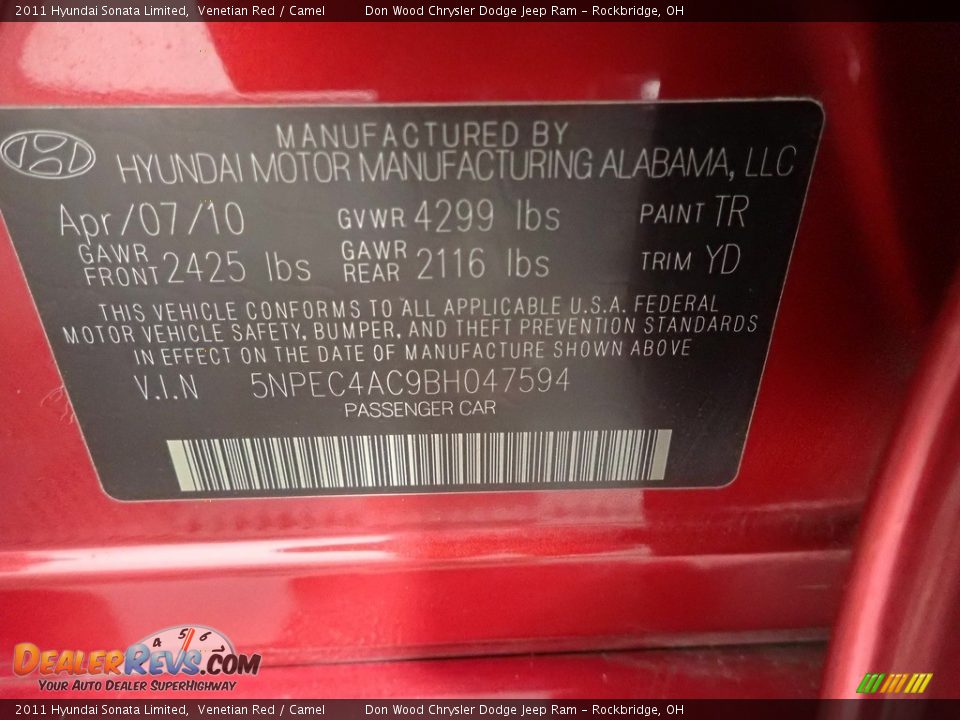 2011 Hyundai Sonata Limited, Venetian Red / Camel Don Wood Chrysler Dodge Jeep Ram - Rockbridge, OH
MANUFACTURED BY
HYUNDAI MOTOR MANUFACTURING ALABAMA, LLC
Apr/07/10 GVWR 4299 lbs PAINT TR
GAWR FRONT 2425 lbs GAWR REAR 2116 lbs TRIM YD
THIS VEHICLE CONFORMS TO ALL APPLICABLE U.S.A. FEDERAL
MOTOR VEHICLE SAFETY, BUMPER, AND THEFT PREVENTION STANDARDS
IN EFFECT ON THE DATE OF MANUFACTURE SHOWN ABOVE
V.I.N 5NPEC4AC9BH047594
PASSENGER CAR
4 5 6
DEALERREVS.COM
YOUR AUTO DEALER SUPERHIGHWAY
2011 Hyundai Sonata Limited, Venetian Red / Camel Don Wood Chrysler Dodge Jeep Ram - Rockbridge, OH